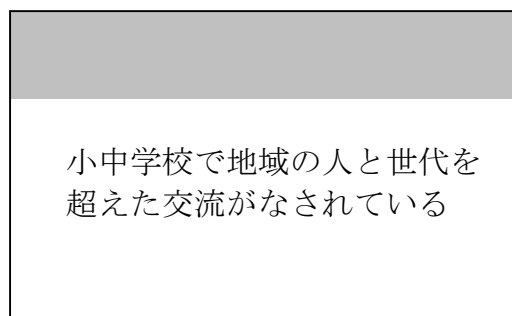 小中学校で地域の人と世代を
超えた交流がなされている